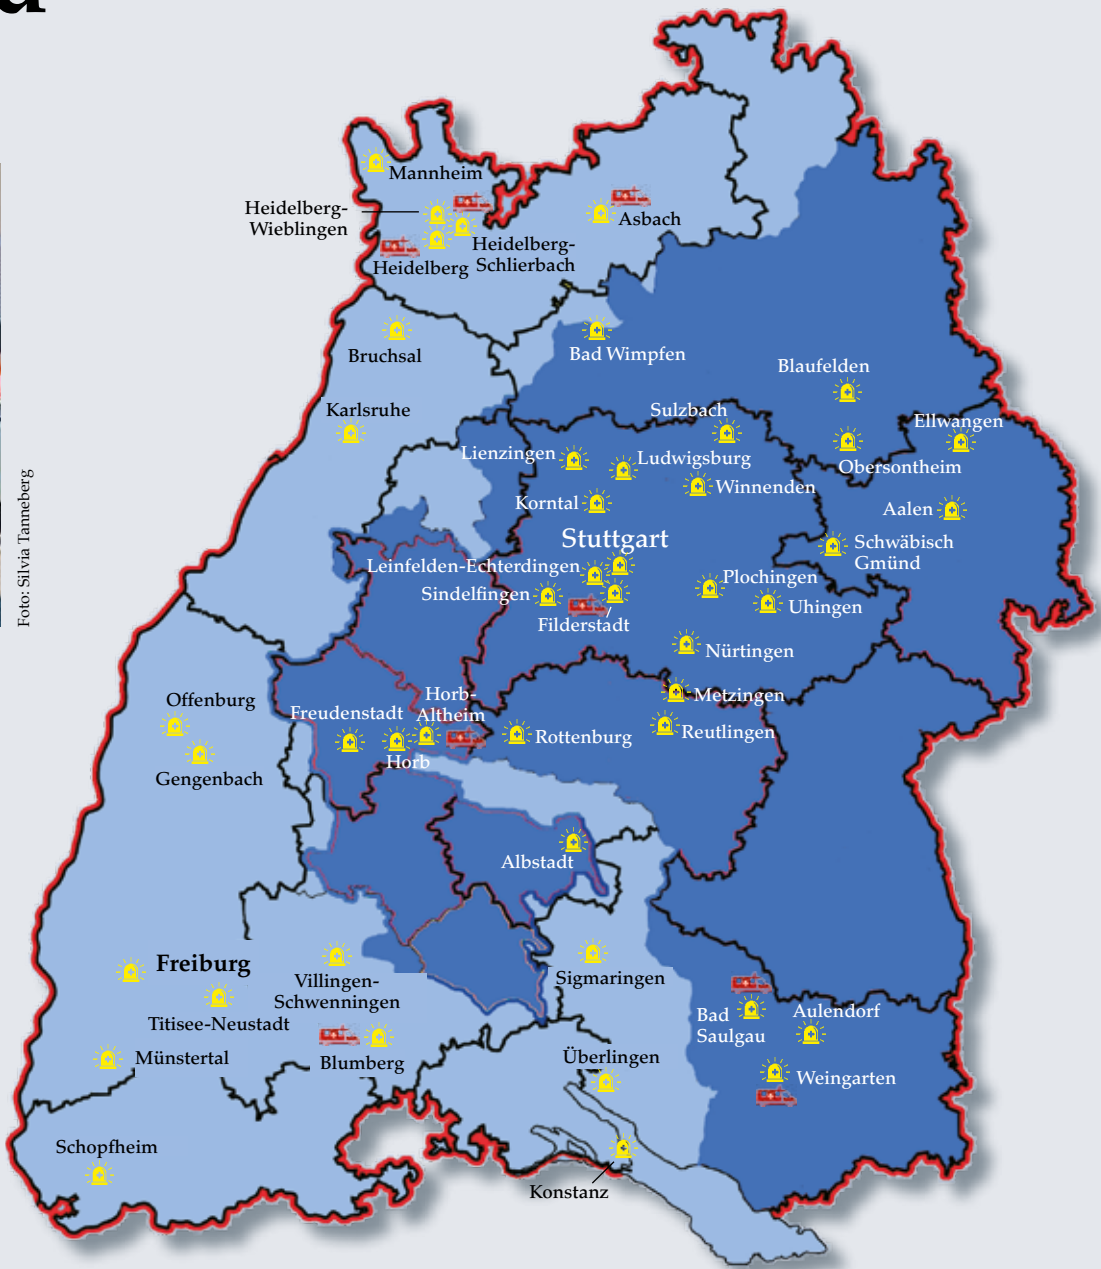 Mannheim
Heidelberg-
Wieblingen
Asbach
Heidelberg-
Schlierbach
Heidelberg
Bruchsal
Bad Wimpfen
Blaufelden
Karlsruhe
Sulzbach
Ellwangen
Lienzingen
Ludwigsburg
Obersontheim
Winnenden
Korntal
Aalen
Stuttgart
Schwäbisch
Gmünd
Leinfelden-Echterdingen
Plochingen
Sindelfingen
Uhingen
Filderstadt
Nürtingen
Foto: Silvia Tanneberg
Metzingen
Offenburg
Horb-
Altheim
Freudenstadt
Rottenburg
Reutlingen
Horb
Gengenbach
Albstadt
Freiburg
Sigmaringen
Villingen-
Schwenningen
Titisee-Neustadt
Bad
Saulgau
Aulendorf
Münstertal
Blumberg
Überlingen
Weingarten
Schopfheim
Konstanz